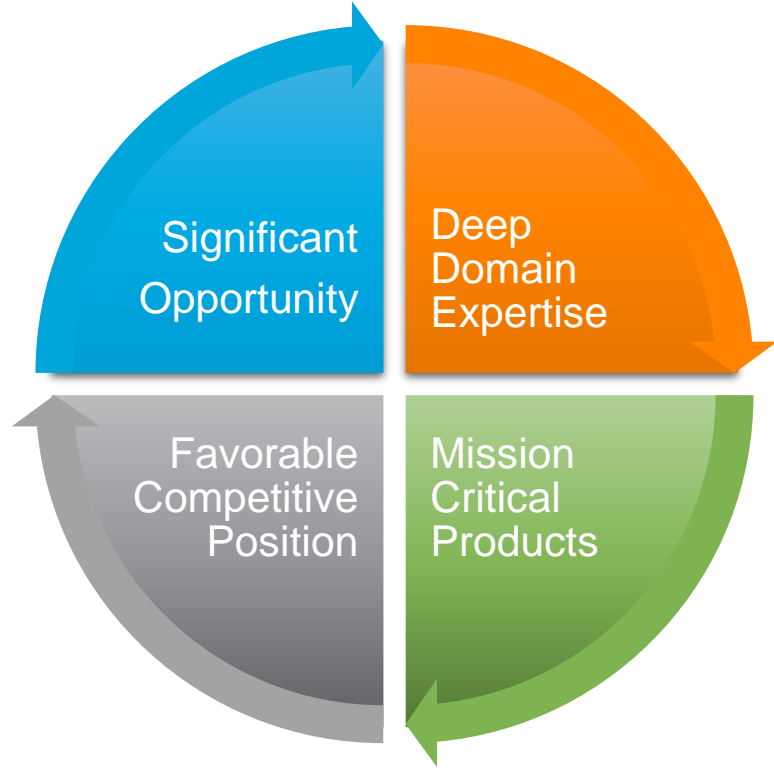 Significant
Opportunity
Deep
Domain
Expertise
Favorable
Competitive
Position
Mission
Critical
Products